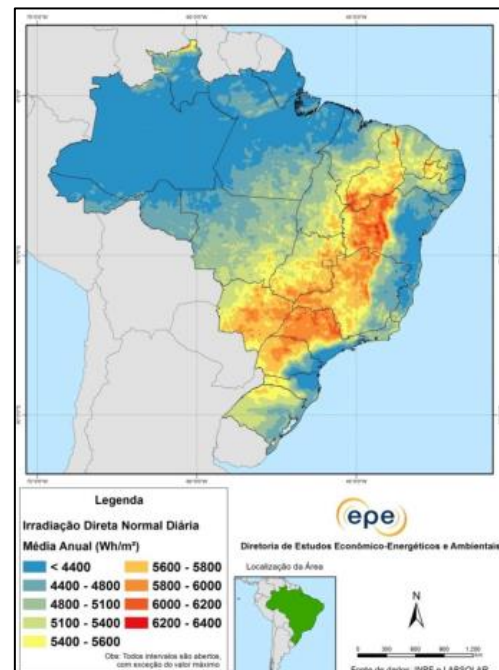 Legenda
Irradiação Direta Normal Diária
Média Anual (Wh/m²)
< 4400
4400 - 4800
4800 - 5100
5100 - 5400
5400 - 5600
5600 - 5800
5800 - 6000
6000 - 6200
6200 - 6400
Obs: Todos intervalos são abertos,
com exceção do valor máximo
epe
Diretoria de Estudos Econômico-Energéticos e Ambientais
Localização da Área
N
Fonte de dados: INPE e LABSOLAR